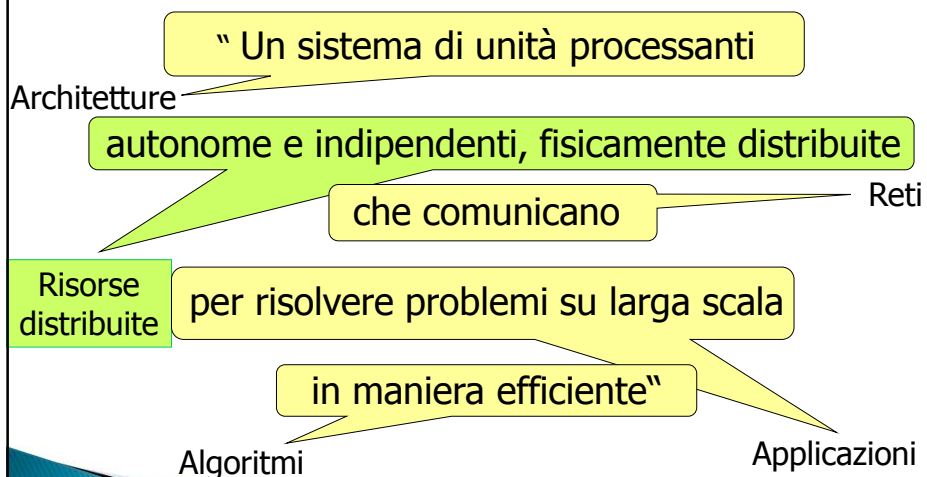 “ Un sistema di unità processanti
Architetture
autonome e indipendenti, fisicamente distribuite
Reti
che comunicano
Risorse
distribuite
per risolvere problemi su larga scala
in maniera efficiente“
Applicazioni
Algoritmi